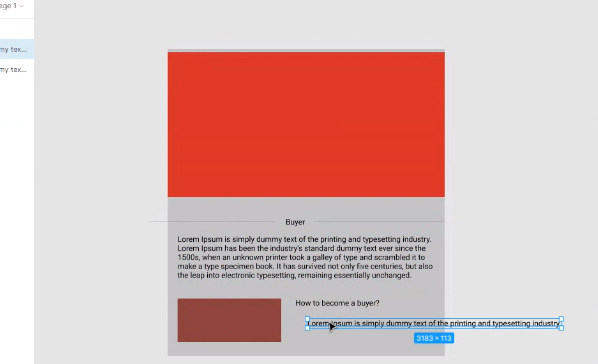 age 1
my tex...
my tex...
Buyer
Lorem Ipsum is simply dummy text of the printing and typesetting industry.
Lorem Ipsum has been the industry's standard dummy text ever since the
1500s, when an unknown printer took a galley of type and scrambled it to
make a type specimen book. It has survived not only five centuries, but also
the leap into electronic typesetting, remaining essentially unchanged.
How to become a buyer?
Lorem Ipsum is simply dummy text of the printing and typesetting industry
3183 × 113